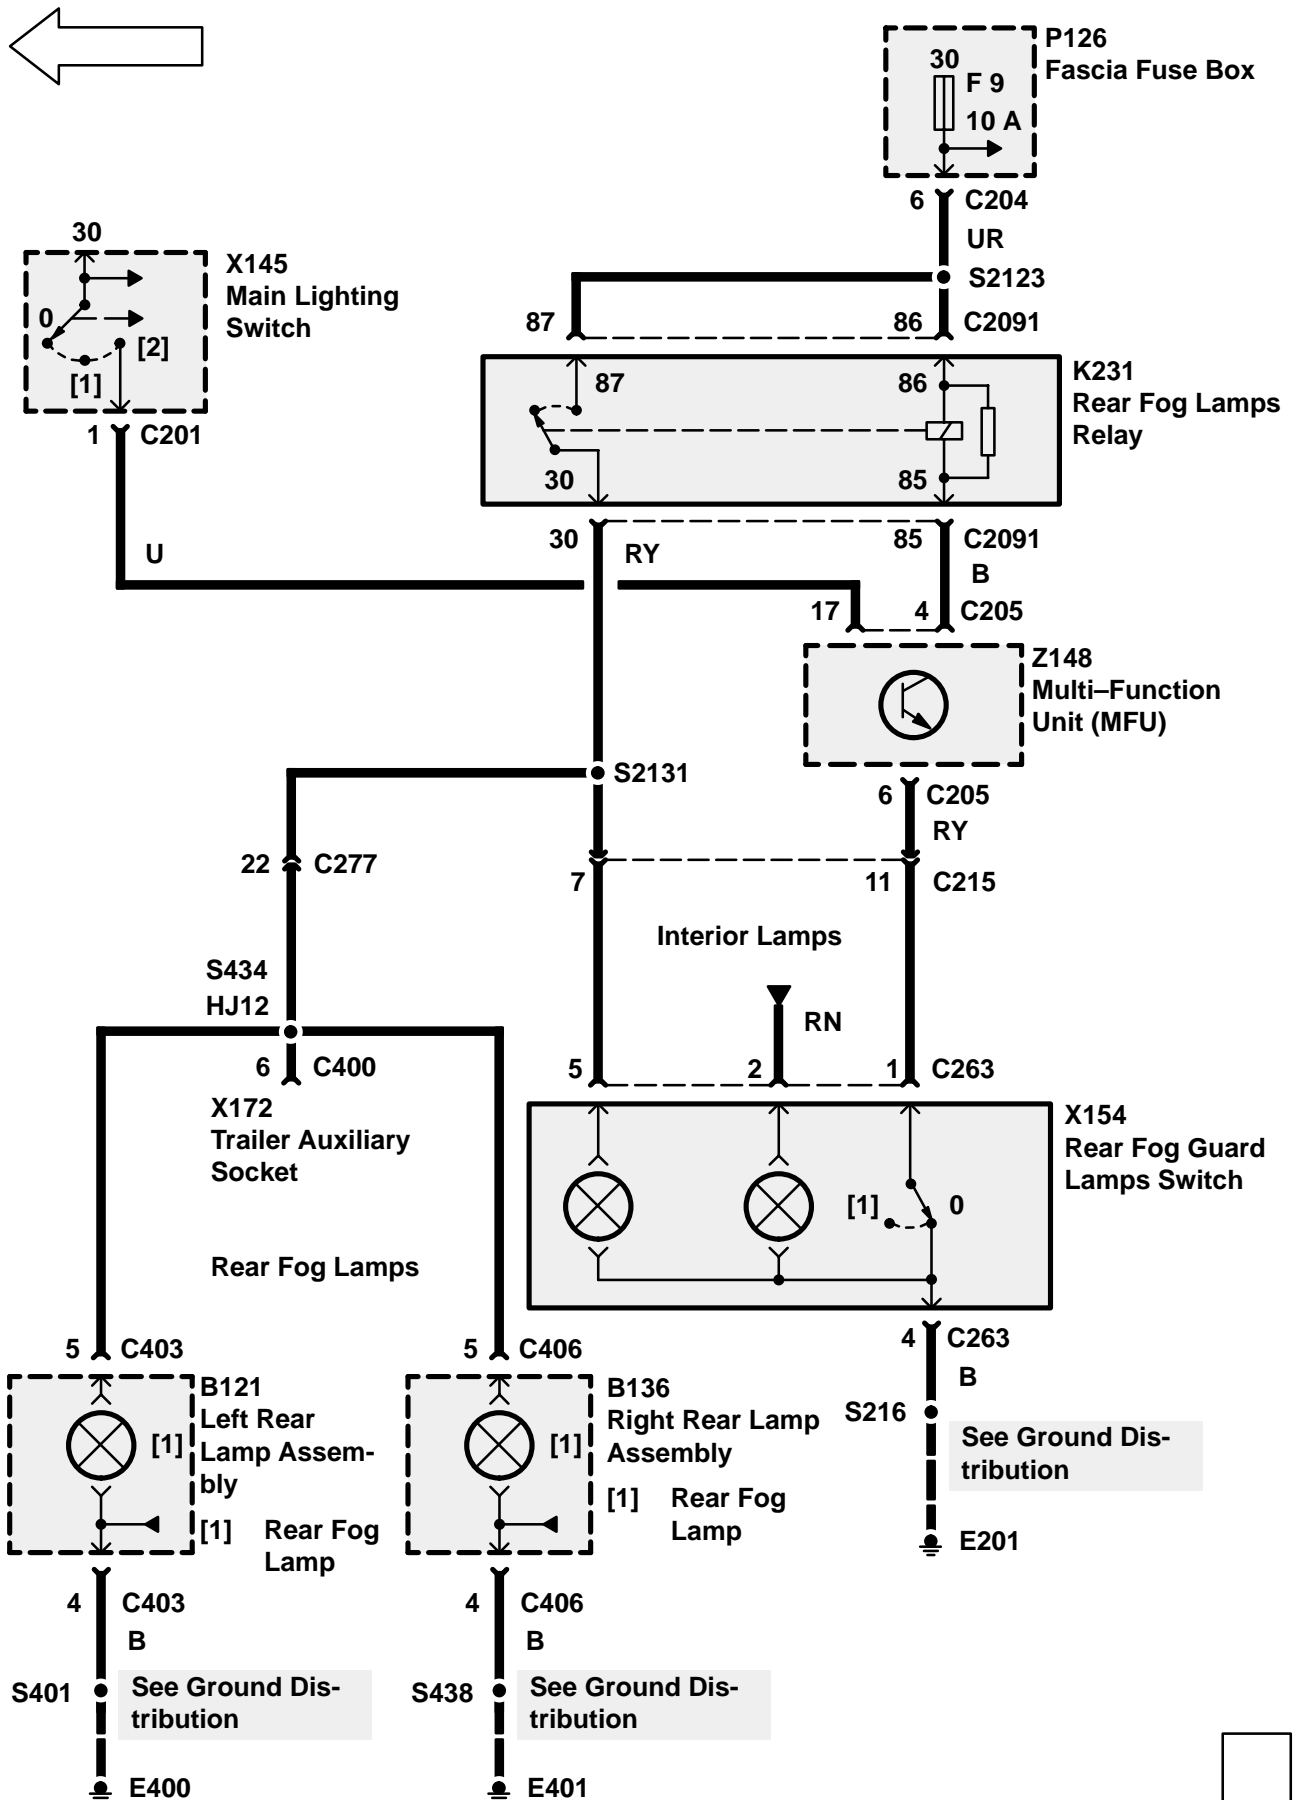 P126
Fascia Fuse Box
30
F 9
10 A
6 C204
UR
S2123
30
X145
Main Lighting
Switch
0
[2]
[1]
1 C201
U
87 86 C2091
87 86
K231
Rear Fog Lamps
Relay
30 85
30 RY 85 C2091
B
17 4 C205
Z148
Multi–Function
Unit (MFU)
S2131
6 C205
RY
22 C277
7 11 C215
Interior Lamps
S434
HJ12
RN
6 C400
5 2 1 C263
X172
Trailer Auxiliary
Socket
X154
Rear Fog Guard
Lamps Switch
[1] 0
Rear Fog Lamps
5 C403
5 C406
4 C263
B
B121
Left Rear
Lamp Assem-
bly
[1]
[1] Rear Fog
Lamp
B136
Right Rear Lamp
Assembly
[1]
[1] Rear Fog
Lamp
S216
See Ground Dis-
tribution
E201
4 C403
B
4 C406
B
S401
See Ground Dis-
tribution
S438
See Ground Dis-
tribution
E400
E401